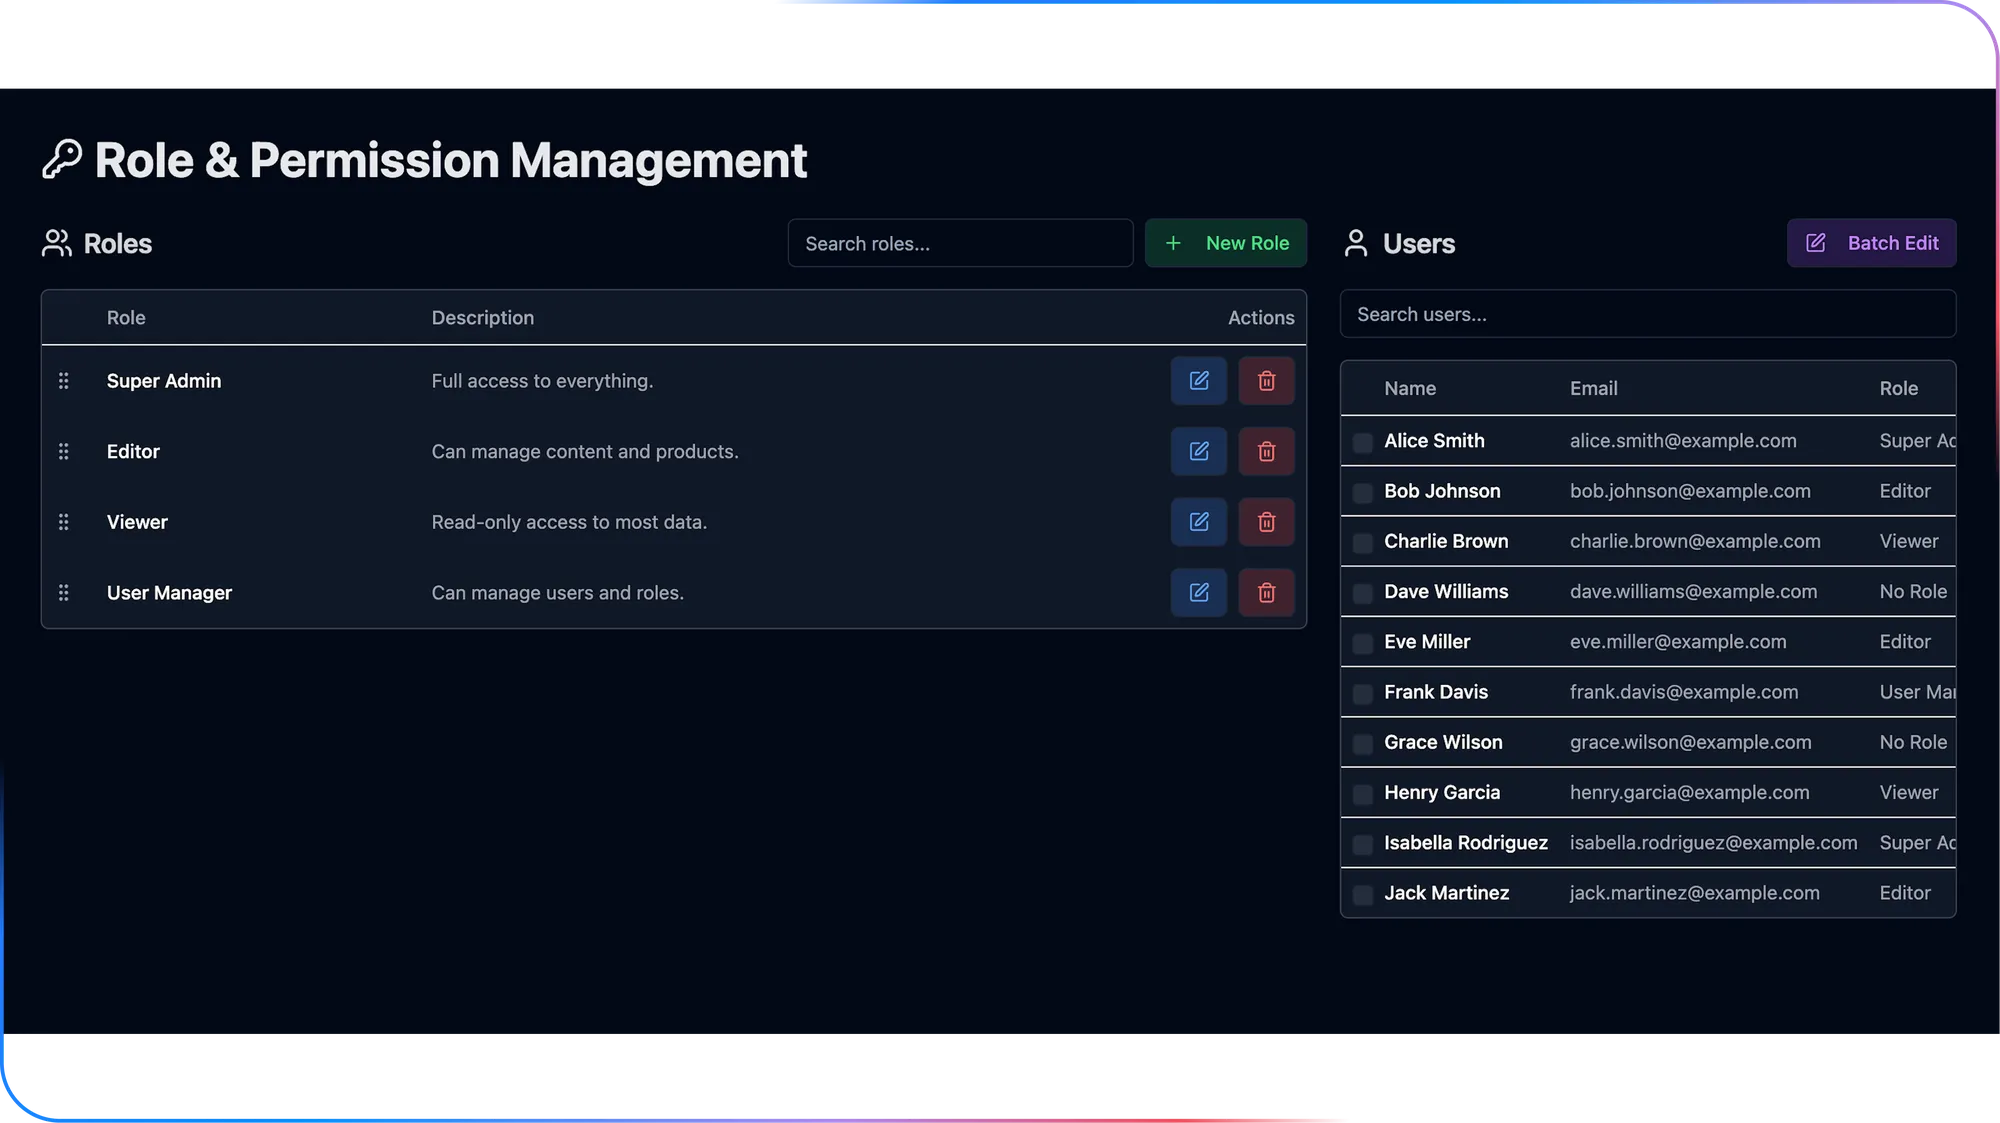 Role & Permission Management
Roles
Search roles...
+ New Role
Role Description Actions
Super Admin Full access to everything.
Editor Can manage content and products.
Viewer Read-only access to most data.
User Manager Can manage users and roles.
Users
Batch Edit
Search users...
Name Email Role
Alice Smith alice.smith@example.com Super Ad
Bob Johnson bob.johnson@example.com Editor
Charlie Brown charlie.brown@example.com Viewer
Dave Williams dave.williams@example.com No Role
Eve Miller eve.miller@example.com Editor
Frank Davis frank.davis@example.com User Man
Grace Wilson grace.wilson@example.com No Role
Henry Garcia henry.garcia@example.com Viewer
Isabella Rodriguez isabella.rodriguez@example.com Super Ad
Jack Martinez jack.martinez@example.com Editor